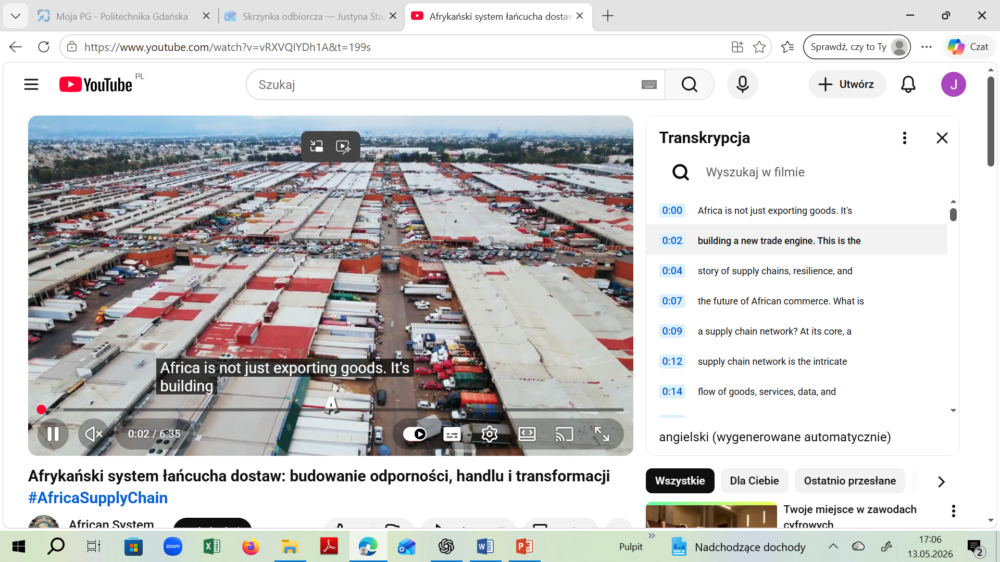 Moja PG - Politechnika Gdańska
Skrzynka odbiorcza — Justyna Stas
Afrykański system łańcucha dostaw
https://www.youtube.com/watch?v=vRXVQIYDh1A&t=199s
Sprawdź, czy to Ty
Czat
YouTube PL
Szukaj
Utwórz
J
Africa is not just exporting goods. It's
building
0:02 / 6:35
Transkrypcja
Wyszukaj w filmie
0:00 Africa is not just exporting goods. It's
0:02 building a new trade engine. This is the
0:04 story of supply chains, resilience, and
0:07 the future of African commerce. What is
0:09 a supply chain network? At its core, a
0:12 supply chain network is the intricate
0:14 flow of goods, services, data, and
angielski (wygenerowane automatycznie)
Afrykański system łańcucha dostaw: budowanie odporności, handlu i transformacji
#AfricaSupplyChain
African System
Wszystkie
Dla Ciebie
Ostatnio przesłane
Twoje miejsce w zawodach
cyfrowych
zoom
Pulpit
Nadchodzące dochody
17:06
13.05.2026
2